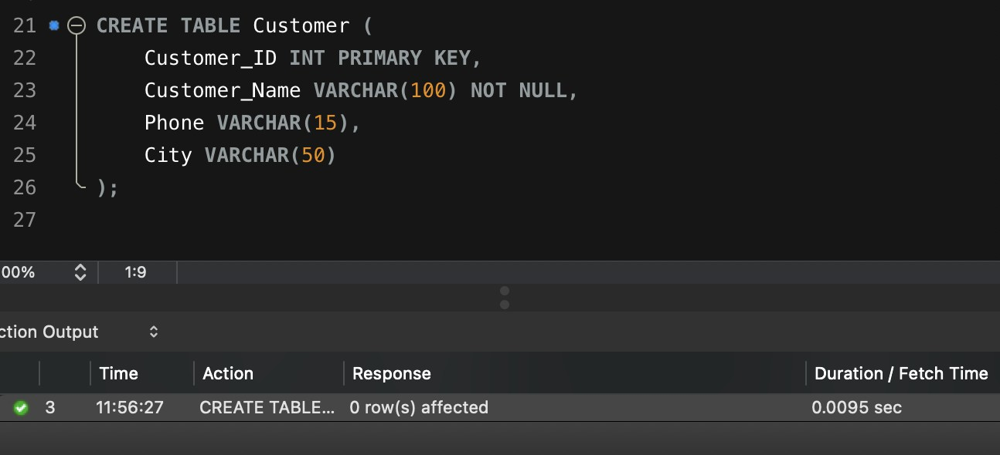 21 CREATE TABLE Customer (
22 Customer_ID INT PRIMARY KEY,
23 Customer_Name VARCHAR(100) NOT NULL,
24 Phone VARCHAR(15),
25 City VARCHAR(50)
26 );
27
00% 1:9
ction Output
Time Action Response Duration / Fetch Time
3 11:56:27 CREATE TABLE... 0 row(s) affected 0.0095 sec